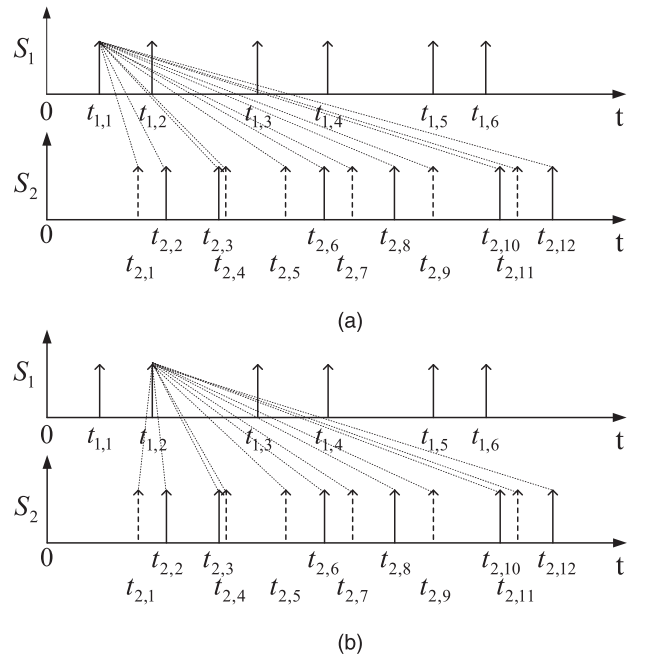 S1
0 t1,1 t1,2 t1,3 t1,4 t1,5 t1,6 t
S2
0 t2,2 t2,3 t2,6 t2,8 t2,10 t2,12 t
t2,1 t2,4 t2,5 t2,7 t2,9 t2,11
(a)
S1
0 t1,1 t1,2 t1,3 t1,4 t1,5 t1,6 t
S2
0 t2,2 t2,3 t2,6 t2,8 t2,10 t2,12 t
t2,1 t2,4 t2,5 t2,7 t2,9 t2,11
(b)